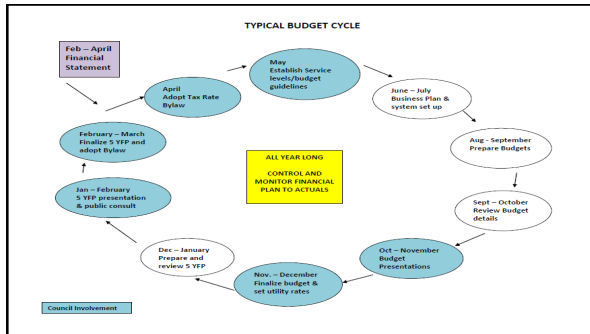 TYPICAL BUDGET CYCLE
Feb – April
Financial
Statement
April
Adopt Tax Rate
Bylaw
May
Establish Service
levels/budget
guidelines
June – July
Business Plan &
system set up
Aug - September
Prepare Budgets
Sept – October
Review Budget
details
Oct – November
Budget
Presentations
Nov. – December
Finalize budget &
set utility rates
Dec – January
Prepare and
review 5 YFP
Jan – February
5 YFP presentation
& public consult
February – March
Finalize 5 YFP and
adopt Bylaw
ALL YEAR LONG
CONTROL AND
MONITOR FINANCIAL
PLAN TO ACTUALS
Council Involvement